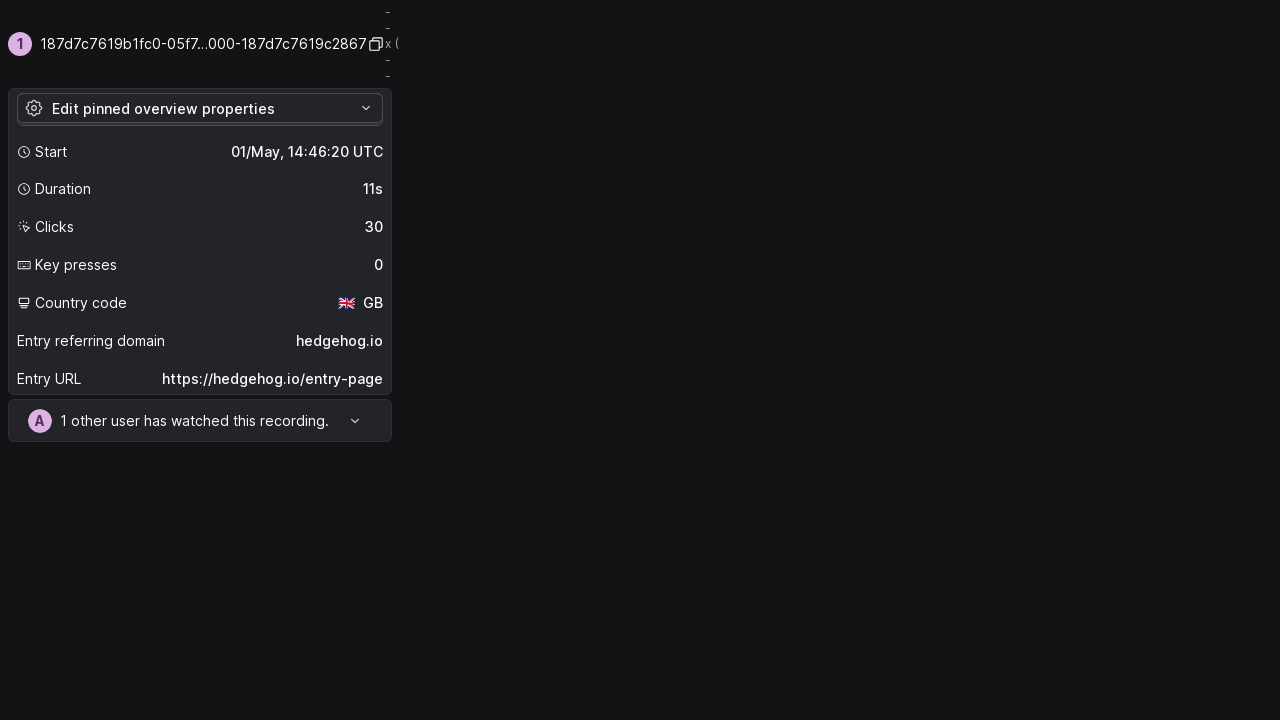 1 187d7c7619b1fc0-05f7…000-187d7c7619c2867
-
-
x (
-
-
Edit pinned overview properties
Start 01/May, 14:46:20 UTC
Duration 11s
Clicks 30
Key presses 0
Country code 🇬🇧 GB
Entry referring domain hedgehog.io
Entry URL https://hedgehog.io/entry-page
A 1 other user has watched this recording.